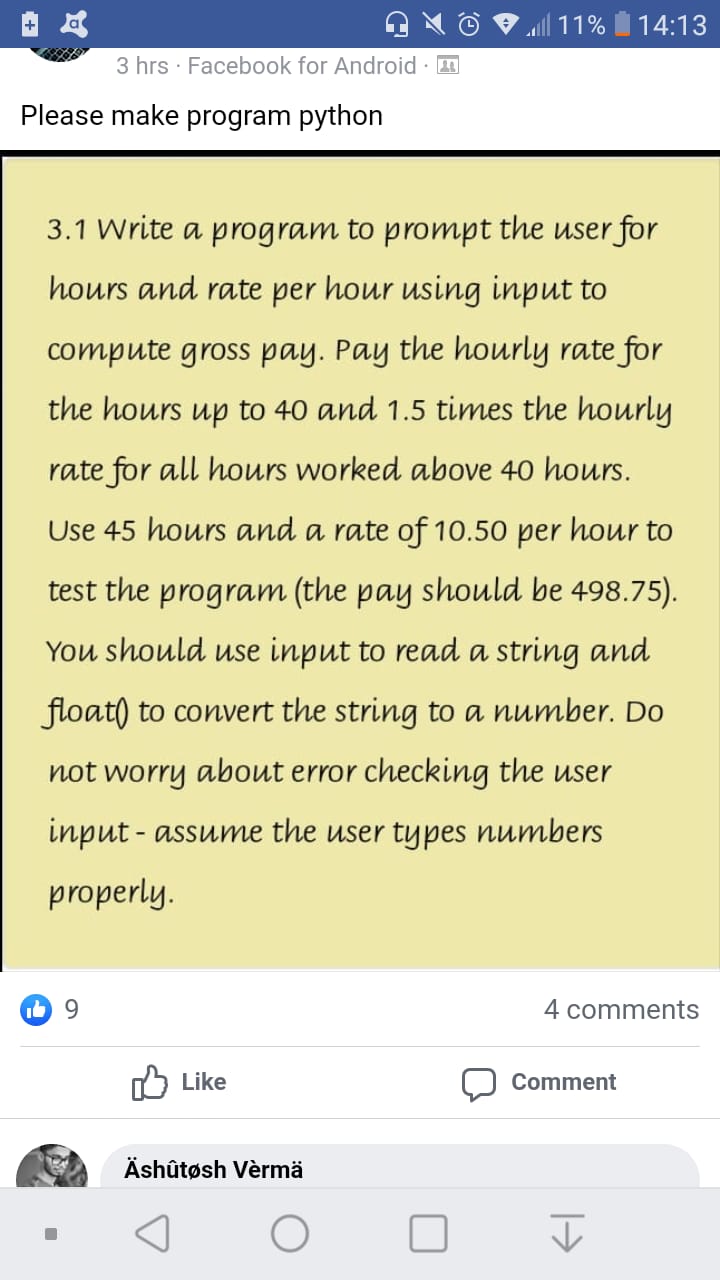 11% 14:13
3 hrs · Facebook for Android ·
Please make program python
3.1 Write a program to prompt the user for
hours and rate per hour using input to
compute gross pay. Pay the hourly rate for
the hours up to 40 and 1.5 times the hourly
rate for all hours worked above 40 hours.
Use 45 hours and a rate of 10.50 per hour to
test the program (the pay should be 498.75).
You should use input to read a string and
float() to convert the string to a number. Do
not worry about error checking the user
input - assume the user types numbers
properly.
9 4 comments
Like Comment
Äshûtøsh Vèrmä